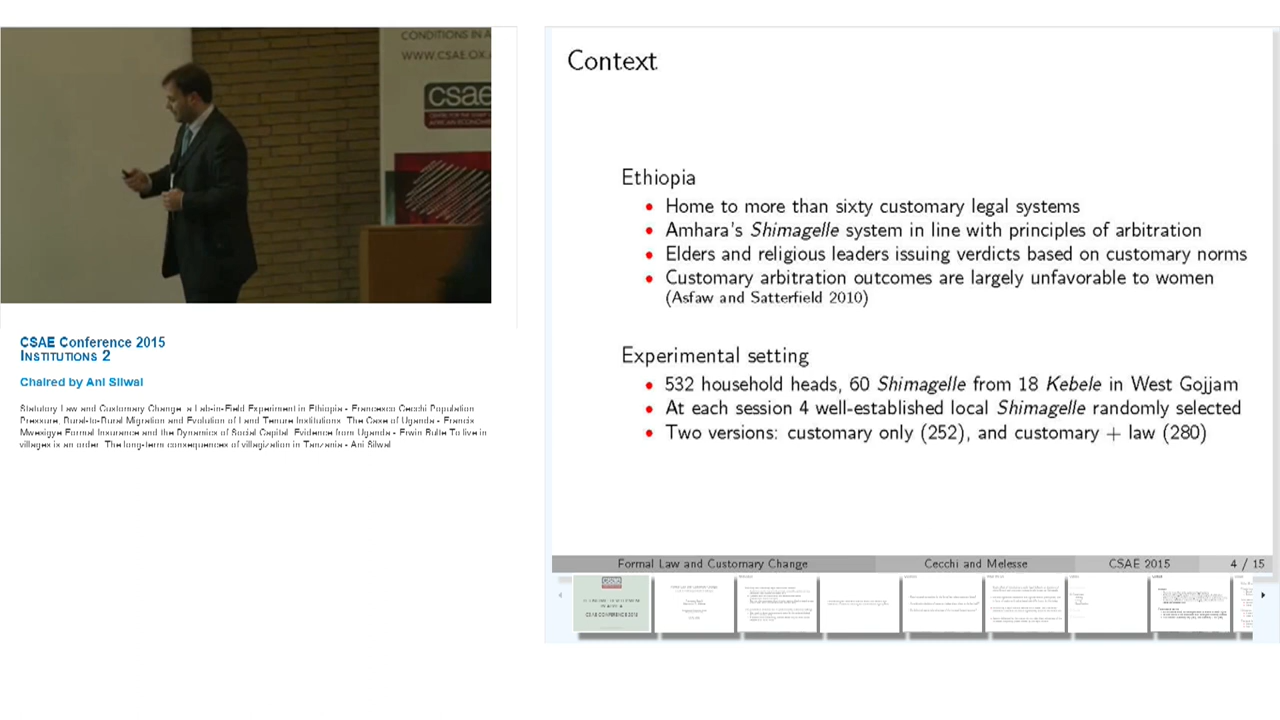 CONDITIONS IN A
WWW.CSAE.OX.
csae
CSAE Conference 2015
INSTITUTIONS 2
Chaired by Ani Silwal
Statutory Law and Customary Change: a Lab-in-Field Experiment in Ethiopia - Francesco Cecchi Population
Pressure, Rural-to-Rural Migration and Evolution of Land Tenure Institutions: The Case of Uganda - Francis
Mwesigye Formal Insurance and the Dynamics of Social Capital: Evidence from Uganda - Erwin Bulte To live in
villages is an order: The long-term consequences of villagization in Tanzania - Ani Silwal
Context
Ethiopia
• Home to more than sixty customary legal systems
• Amhara's Shimagelle system in line with principles of arbitration
• Elders and religious leaders issuing verdicts based on customary norms
• Customary arbitration outcomes are largely unfavorable to women
(Asfaw and Satterfield 2010)
Experimental setting
• 532 household heads, 60 Shimagelle from 18 Kebele in West Gojjam
• At each session 4 well-established local Shimagelle randomly selected
• Two versions: customary only (252), and customary + law (280)
Formal Law and Customary Change Cecchi and Melesse CSAE 2015 4 / 15
CSAE CONFERENCE 2015